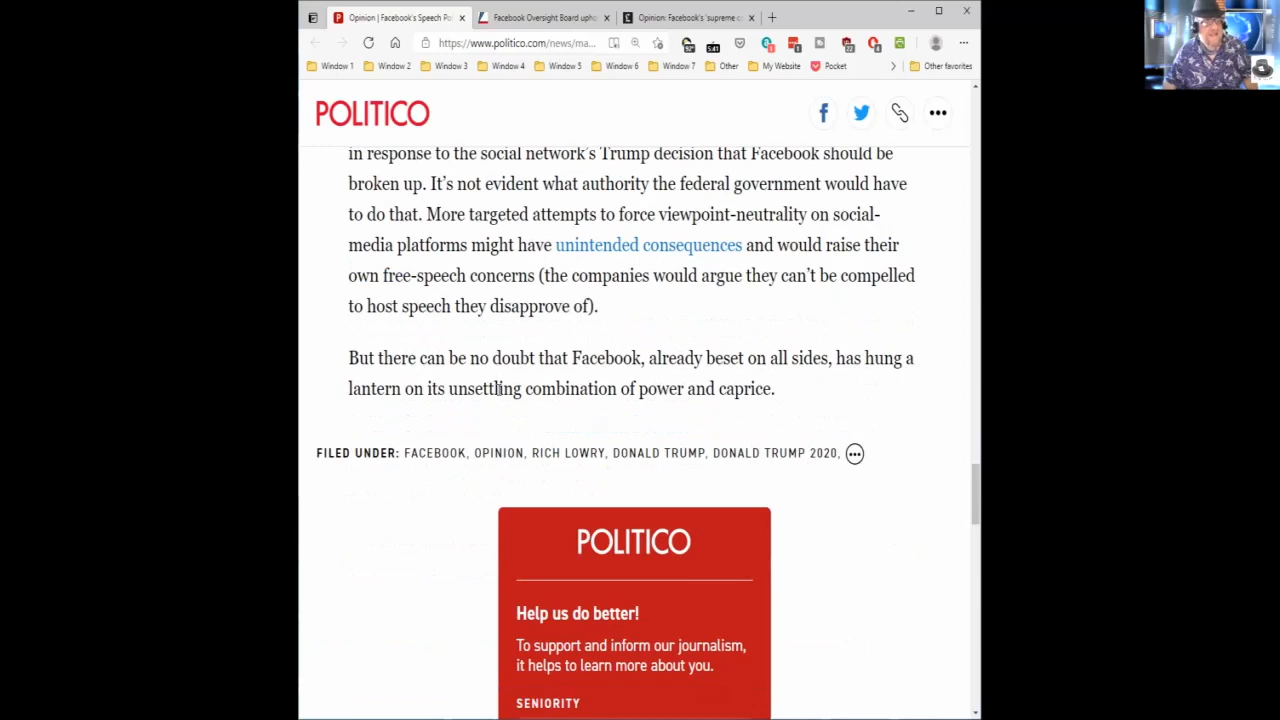 Opinion | Facebook's Speech Po
Facebook Oversight Board upho
Opinion: Facebook's 'supreme co
https://www.politico.com/news/ma...
92°
5:41
22
Window 1
Window 2
Window 3
Window 4
Window 5
Window 6
Window 7
Other
My Website
Pocket
Other favorites
POLITICO
in response to the social network's Trump decision that Facebook should be
broken up. It's not evident what authority the federal government would have
to do that. More targeted attempts to force viewpoint-neutrality on social-
media platforms might have unintended consequences and would raise their
own free-speech concerns (the companies would argue they can't be compelled
to host speech they disapprove of).
But there can be no doubt that Facebook, already beset on all sides, has hung a
lantern on its unsettling combination of power and caprice.
FILED UNDER: FACEBOOK, OPINION, RICH LOWRY, DONALD TRUMP, DONALD TRUMP 2020,
POLITICO
Help us do better!
To support and inform our journalism,
it helps to learn more about you.
SENIORITY